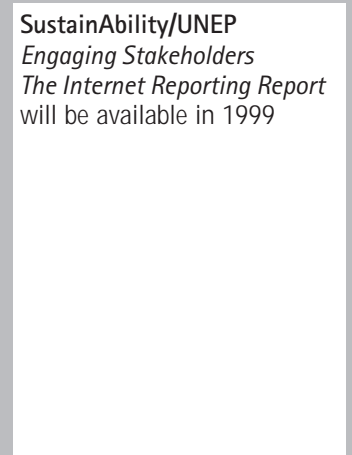 SustainAbility/UNEP
Engaging Stakeholders
The Internet Reporting Report
will be available in 1999